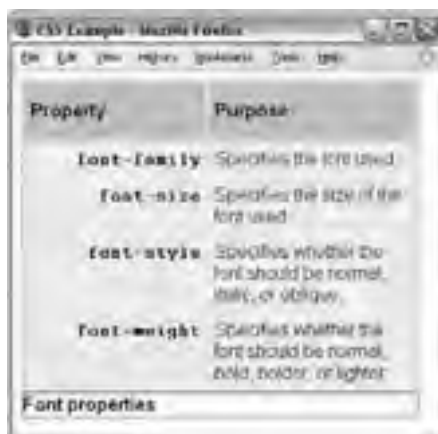 CSS Example - Mozilla Firefox
File Edit View History Bookmarks Tools Help
Property Purpose
font-family Specifies the font used.
font-size Specifies the size of the
font used.
font-style Specifies whether the
font should be normal,
italic, or oblique.
font-weight Specifies whether the
font should be normal,
bold, bolder, or lighter
Font properties